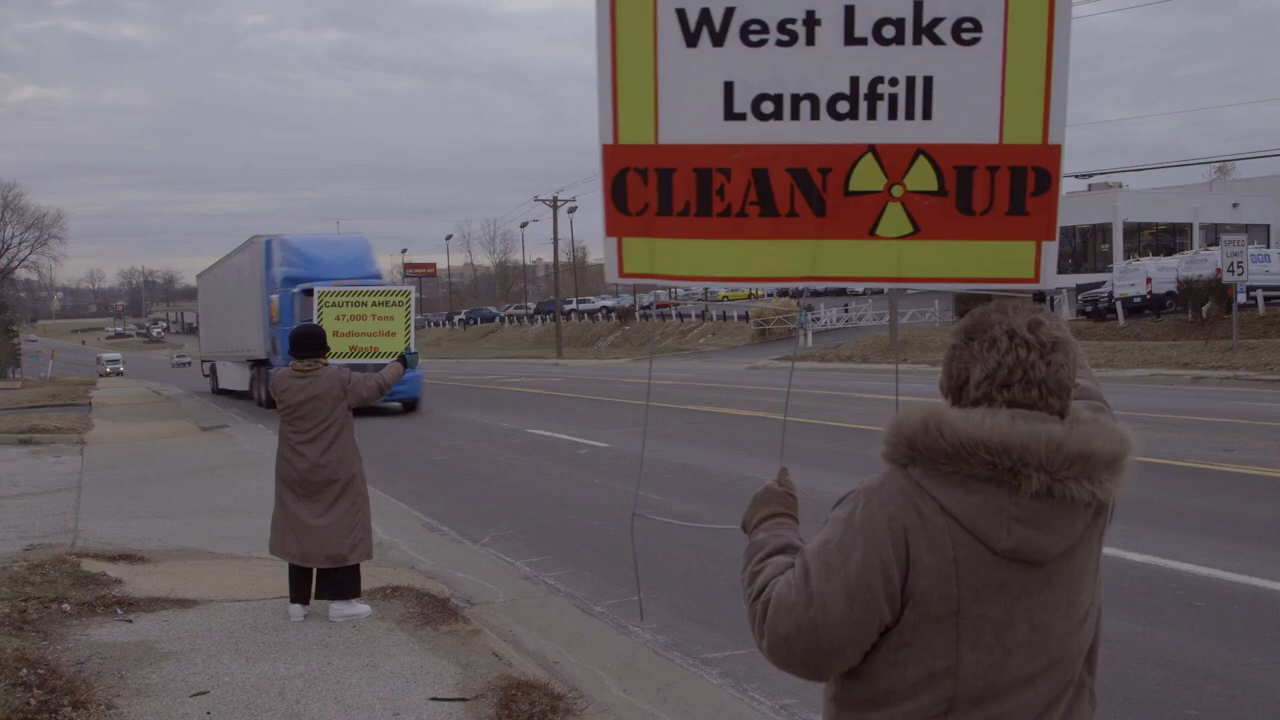 West Lake
Landfill
CLEAN UP
CAUTION AHEAD
47,000 Tons
Radionuclide
Waste
SPEED
LIMIT
45